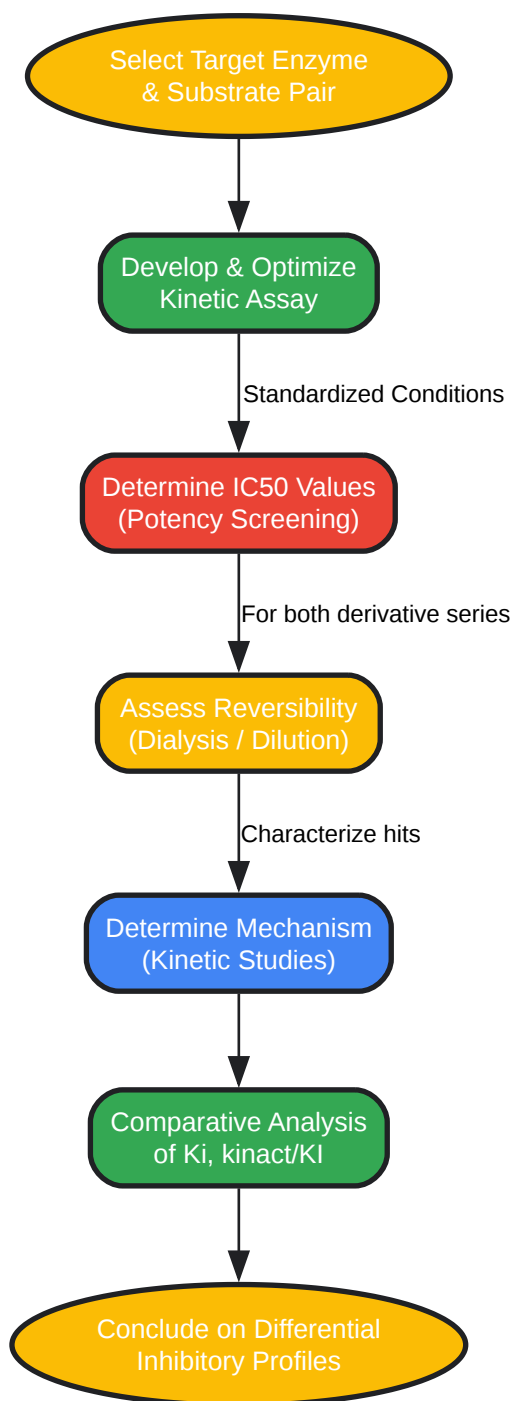 Select Target Enzyme
& Substrate Pair
Develop & Optimize
Kinetic Assay
Standardized Conditions
Determine IC50 Values
(Potency Screening)
For both derivative series
Assess Reversibility
(Dialysis / Dilution)
Characterize hits
Determine Mechanism
(Kinetic Studies)
Comparative Analysis
of Ki, kinact/KI
Conclude on Differential
Inhibitory Profiles